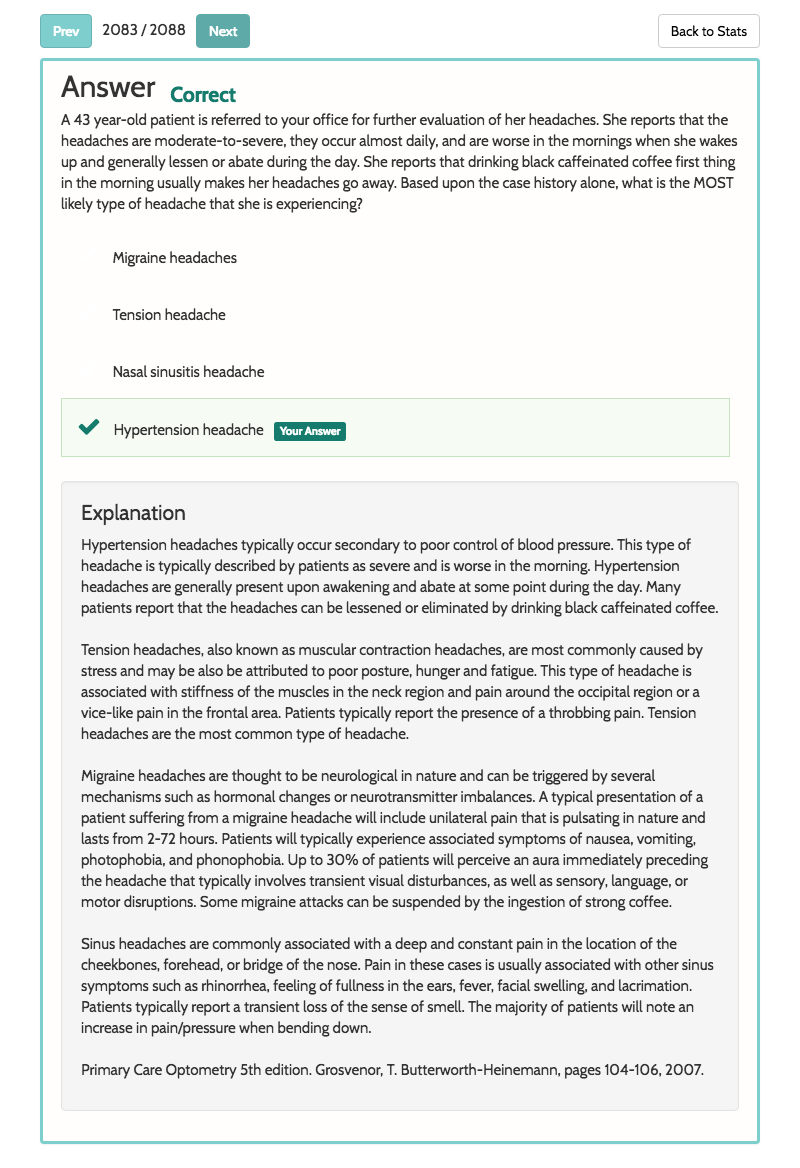 Prev 2083 / 2088 Next Back to Stats
Answer Correct
A 43 year-old patient is referred to your office for further evaluation of her headaches. She reports that the
headaches are moderate-to-severe, they occur almost daily, and are worse in the mornings when she wakes
up and generally lessen or abate during the day. She reports that drinking black caffeinated coffee first thing
in the morning usually makes her headaches go away. Based upon the case history alone, what is the MOST
likely type of headache that she is experiencing?
Migraine headaches
Tension headache
Nasal sinusitis headache
Hypertension headache Your Answer
Explanation
Hypertension headaches typically occur secondary to poor control of blood pressure. This type of
headache is typically described by patients as severe and is worse in the morning. Hypertension
headaches are generally present upon awakening and abate at some point during the day. Many
patients report that the headaches can be lessened or eliminated by drinking black caffeinated coffee.
Tension headaches, also known as muscular contraction headaches, are most commonly caused by
stress and may be also be attributed to poor posture, hunger and fatigue. This type of headache is
associated with stiffness of the muscles in the neck region and pain around the occipital region or a
vice-like pain in the frontal area. Patients typically report the presence of a throbbing pain. Tension
headaches are the most common type of headache.
Migraine headaches are thought to be neurological in nature and can be triggered by several
mechanisms such as hormonal changes or neurotransmitter imbalances. A typical presentation of a
patient suffering from a migraine headache will include unilateral pain that is pulsating in nature and
lasts from 2-72 hours. Patients will typically experience associated symptoms of nausea, vomiting,
photophobia, and phonophobia. Up to 30% of patients will perceive an aura immediately preceding
the headache that typically involves transient visual disturbances, as well as sensory, language, or
motor disruptions. Some migraine attacks can be suspended by the ingestion of strong coffee.
Sinus headaches are commonly associated with a deep and constant pain in the location of the
cheekbones, forehead, or bridge of the nose. Pain in these cases is usually associated with other sinus
symptoms such as rhinorrhea, feeling of fullness in the ears, fever, facial swelling, and lacrimation.
Patients typically report a transient loss of the sense of smell. The majority of patients will note an
increase in pain/pressure when bending down.
Primary Care Optometry 5th edition. Grosvenor, T. Butterworth-Heinemann, pages 104-106, 2007.